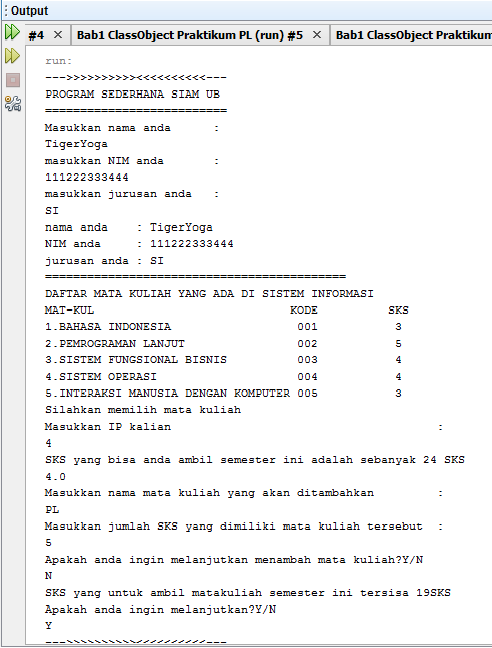 Output
#4 × Bab1 ClassObject Praktikum PL (run) #5 × Bab1 ClassObject Praktikum
run:
--->>>>>>>>>><<<<<<<<<<---
PROGRAM SEDERHANA SIAM UB
==========================
Masukkan nama anda :
TigerYoga
masukkan NIM anda :
111222333444
masukkan jurusan anda :
SI
nama anda : TigerYoga
NIM anda : 111222333444
jurusan anda : SI
===========================================
DAFTAR MATA KULIAH YANG ADA DI SISTEM INFORMASI
MAT-KUL KODE SKS
1.BAHASA INDONESIA 001 3
2.PEMROGRAMAN LANJUT 002 5
3.SISTEM FUNGSIONAL BISNIS 003 4
4.SISTEM OPERASI 004 4
5.INTERAKSI MANUSIA DENGAN KOMPUTER 005 3
Silahkan memilih mata kuliah
Masukkan IP kalian :
4
SKS yang bisa anda ambil semester ini adalah sebanyak 24 SKS
4.0
Masukkan nama mata kuliah yang akan ditambahkan :
PL
Masukkan jumlah SKS yang dimiliki mata kuliah tersebut :
5
Apakah anda ingin melanjutkan menambah mata kuliah?Y/N
N
SKS yang untuk ambil matakuliah semester ini tersisa 19SKS
Apakah anda ingin melanjutkan?Y/N
Y
--->>>>>>>>>><<<<<<<<<<---